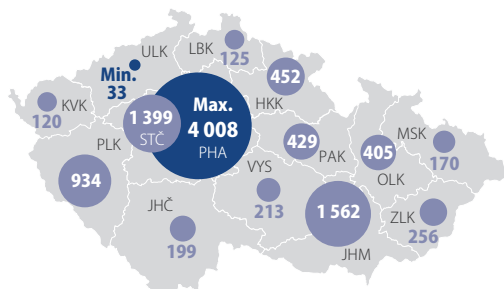 ULK
LBK
125
Min.
33
452
HKK
KVK
120
Max.
4 008
PHA
1 399
STČ
PLK
934
429
PAK
405
OLK
MSK
170
VYS
213
JHČ
199
1 562
JHM
ZLK
256